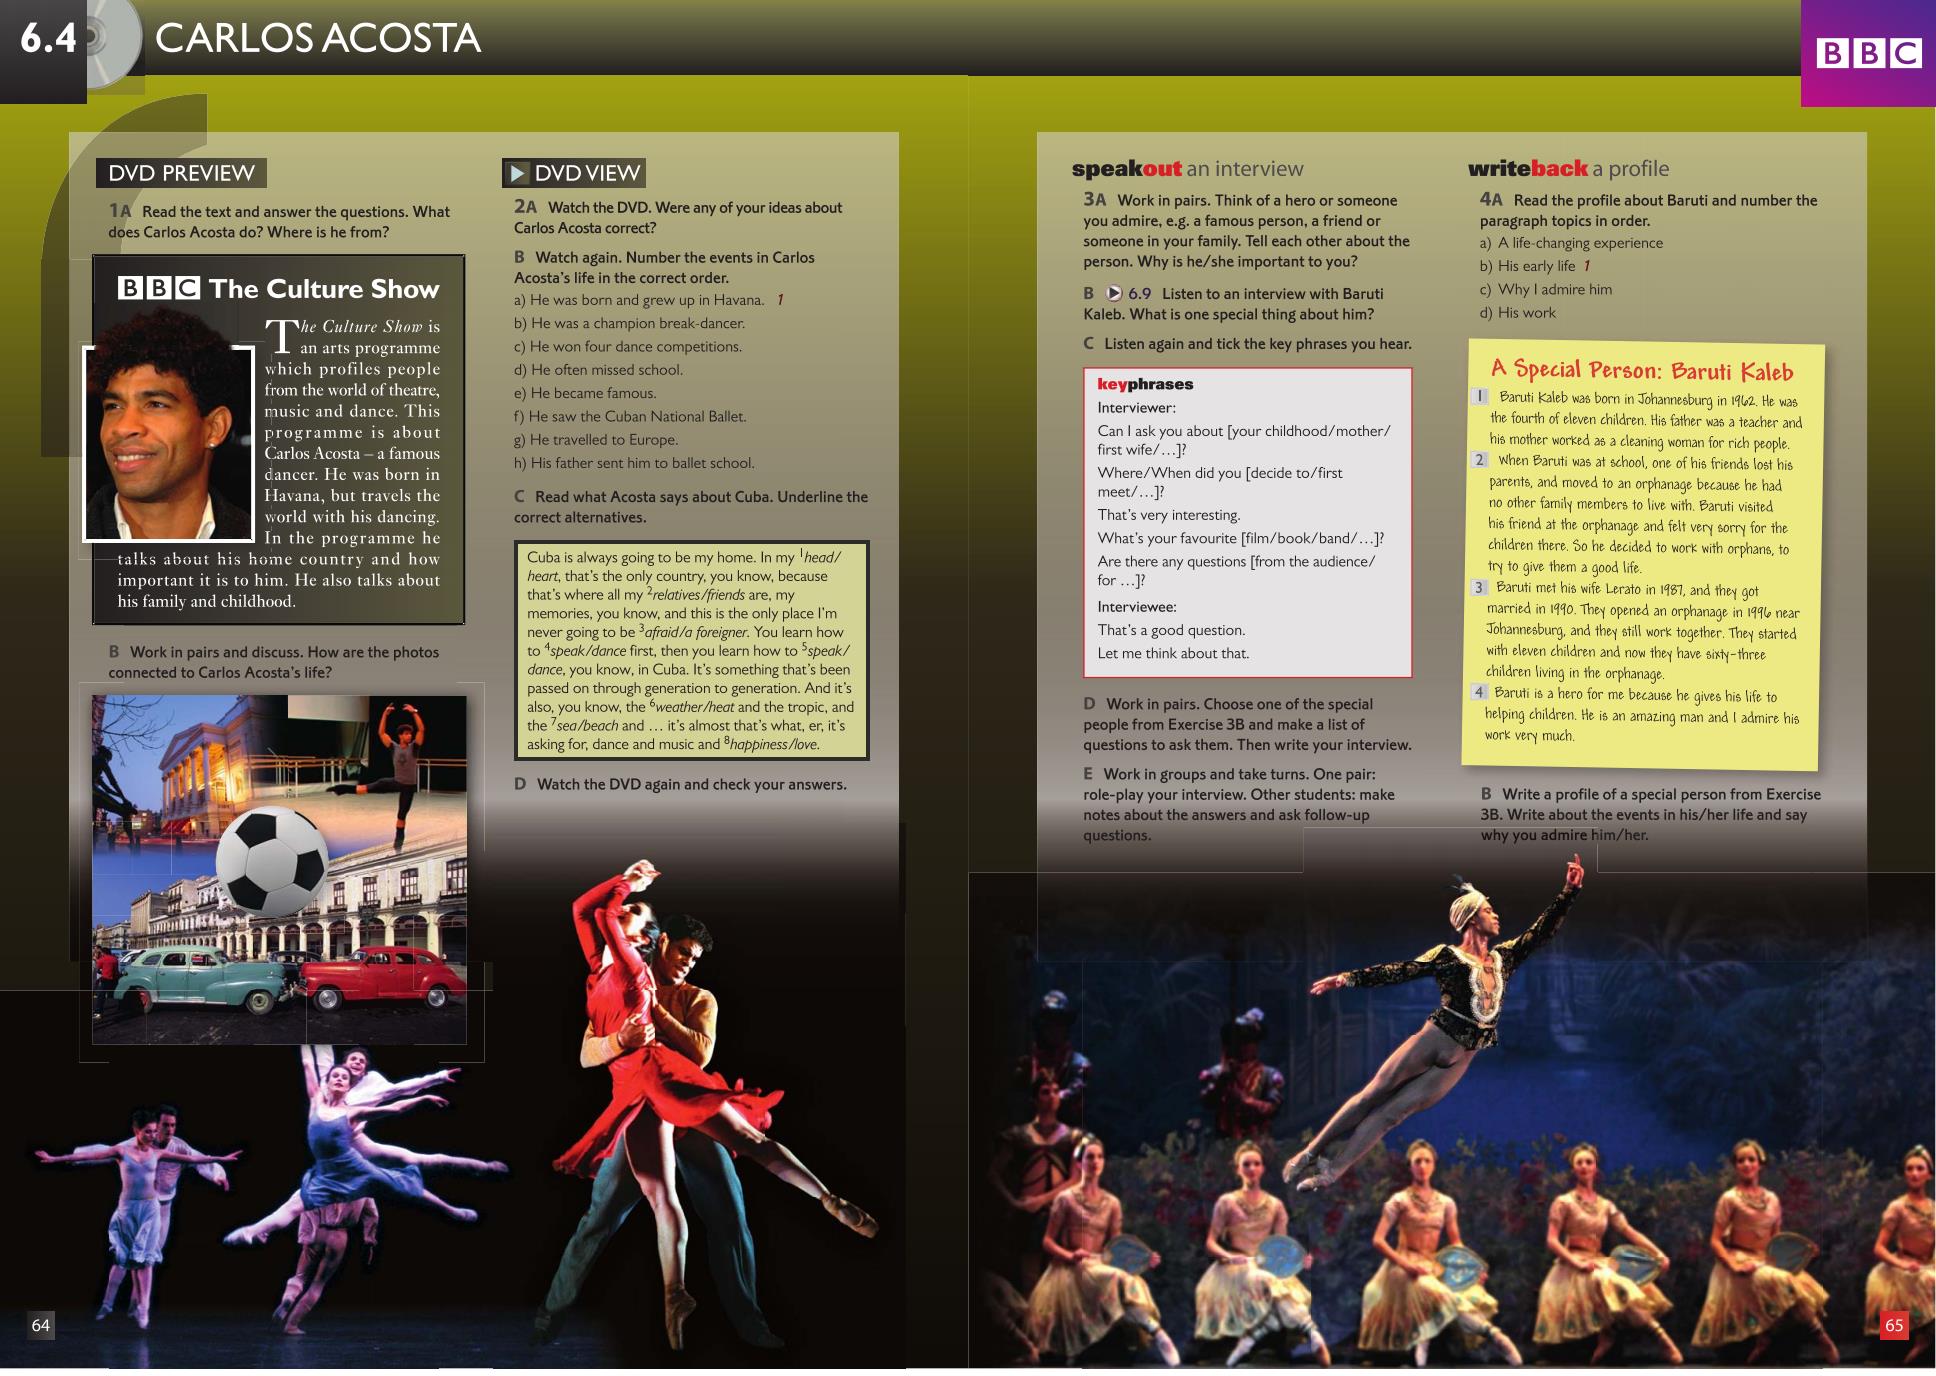 6.4
CARLOS ACOSTA
BBC
DVD PREVIEW
1A Read the text and answer the questions. What
does Carlos Acosta do? Where is he from?
BBC The Culture Show
The Culture Show is
an arts programme
which profiles people
from the world of theatre,
music and dance. This
programme is about
Carlos Acosta – a famous
dancer. He was born in
Havana, but travels the
world with his dancing.
In the programme he
talks about his home country and how
important it is to him. He also talks about
his family and childhood.
B Work in pairs and discuss. How are the photos
connected to Carlos Acosta's life?
DVD VIEW
2A Watch the DVD. Were any of your ideas about
Carlos Acosta correct?
B Watch again. Number the events in Carlos
Acosta's life in the correct order.
a) He was born and grew up in Havana. 1
b) He was a champion break-dancer.
c) He won four dance competitions.
d) He often missed school.
e) He became famous.
f) He saw the Cuban National Ballet.
g) He travelled to Europe.
h) His father sent him to ballet school.
C Read what Acosta says about Cuba. Underline the
correct alternatives.
Cuba is always going to be my home. In my 1head/
heart, that's the only country, you know, because
that's where all my 2relatives/friends are, my
memories, you know, and this is the only place I'm
never going to be 3afraid/a foreigner. You learn how
to 4speak/dance first, then you learn how to 5speak/
dance, you know, in Cuba. It's something that's been
passed on through generation to generation. And it's
also, you know, the 6weather/heat and the tropic, and
the 7sea/beach and … it's almost that's what, er, it's
asking for, dance and music and 8happiness/love.
D Watch the DVD again and check your answers.
64
speakout an interview
3A Work in pairs. Think of a hero or someone
you admire, e.g. a famous person, a friend or
someone in your family. Tell each other about the
person. Why is he/she important to you?
B 6.9 Listen to an interview with Baruti
Kaleb. What is one special thing about him?
C Listen again and tick the key phrases you hear.
keyphrases
Interviewer:
Can I ask you about [your childhood/mother/
first wife/…]?
Where/When did you [decide to/first
meet/…]?
That's very interesting.
What's your favourite [film/book/band/…]?
Are there any questions [from the audience/
for …]?
Interviewee:
That's a good question.
Let me think about that.
D Work in pairs. Choose one of the special
people from Exercise 3B and make a list of
questions to ask them. Then write your interview.
E Work in groups and take turns. One pair:
role-play your interview. Other students: make
notes about the answers and ask follow-up
questions.
writeback a profile
4A Read the profile about Baruti and number the
paragraph topics in order.
a) A life-changing experience
b) His early life 1
c) Why I admire him
d) His work
A Special Person: Baruti Kaleb
1 Baruti Kaleb was born in Johannesburg in 1962. He was
the fourth of eleven children. His father was a teacher and
his mother worked as a cleaning woman for rich people.
2 When Baruti was at school, one of his friends lost his
parents, and moved to an orphanage because he had
no other family members to live with. Baruti visited
his friend at the orphanage and felt very sorry for the
children there. So he decided to work with orphans, to
try to give them a good life.
3 Baruti met his wife Lerato in 1987, and they got
married in 1990. They opened an orphanage in 1996 near
Johannesburg, and they still work together. They started
with eleven children and now they have sixty-three
children living in the orphanage.
4 Baruti is a hero for me because he gives his life to
helping children. He is an amazing man and I admire his
work very much.
B Write a profile of a special person from Exercise
3B. Write about the events in his/her life and say
why you admire him/her.
65